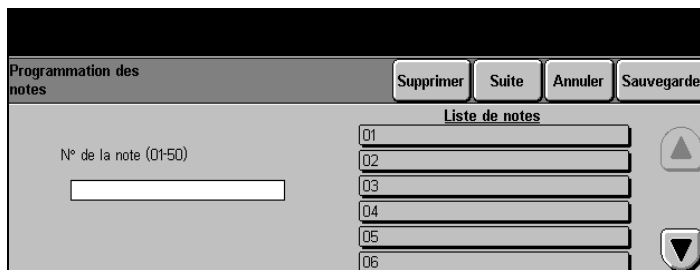 Programmation des
notes
Supprimer
Suite
Annuler
Sauvegarde
Liste de notes
N° de la note (01-50)
01
02
03
04
05
06